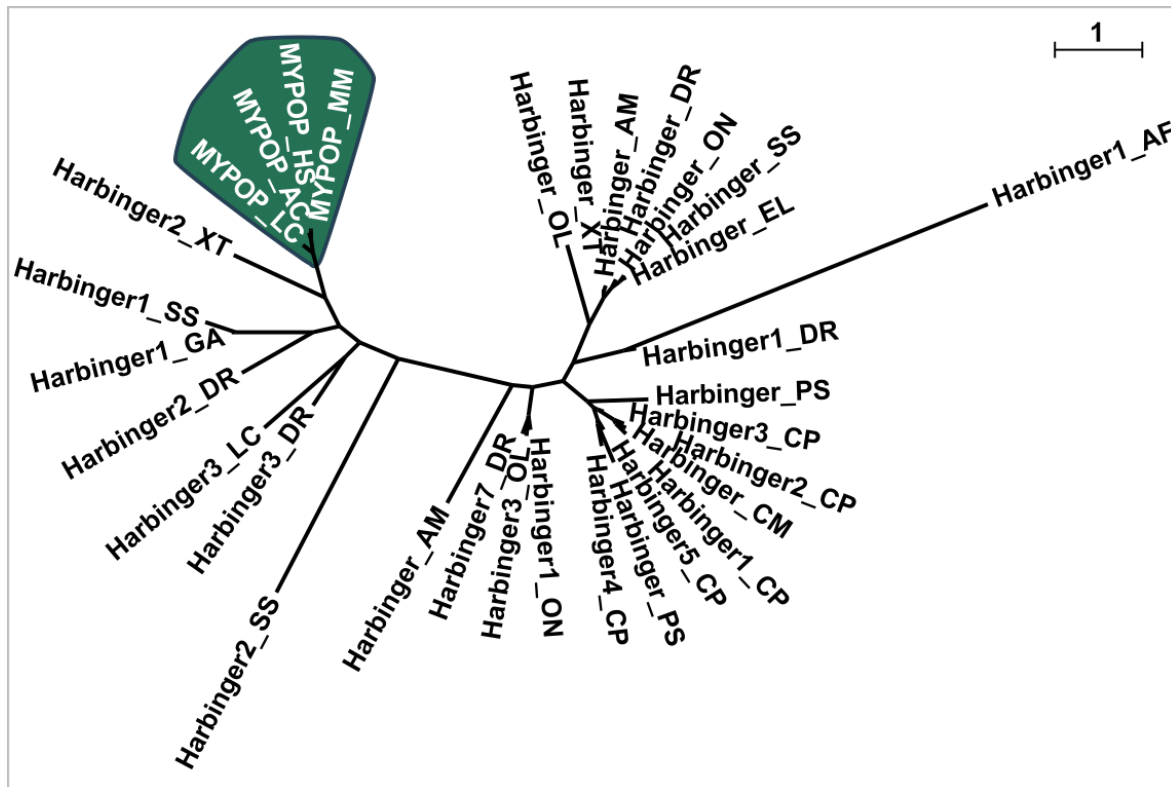 1
MYPOP_MM
MYPOP_HS
MYPOP_AC
MYPOP_LC
Harbinger2_XT
Harbinger1_SS
Harbinger1_GA
Harbinger2_DR
Harbinger3_LC
Harbinger3_DR
Harbinger2_SS
Harbinger_AM
Harbinger7_DR
Harbinger3_OL
Harbinger1_ON
Harbinger4_CP
Harbinger_PS
Harbinger5_CP
Harbinger1_CP
Harbinger_CM
Harbinger2_CP
Harbinger3_CP
Harbinger_PS
Harbinger1_DR
Harbinger1_AF
Harbinger_EL
Harbinger_SS
Harbinger_ON
Harbinger_DR
Harbinger_AM
Harbinger_XT
Harbinger_OL